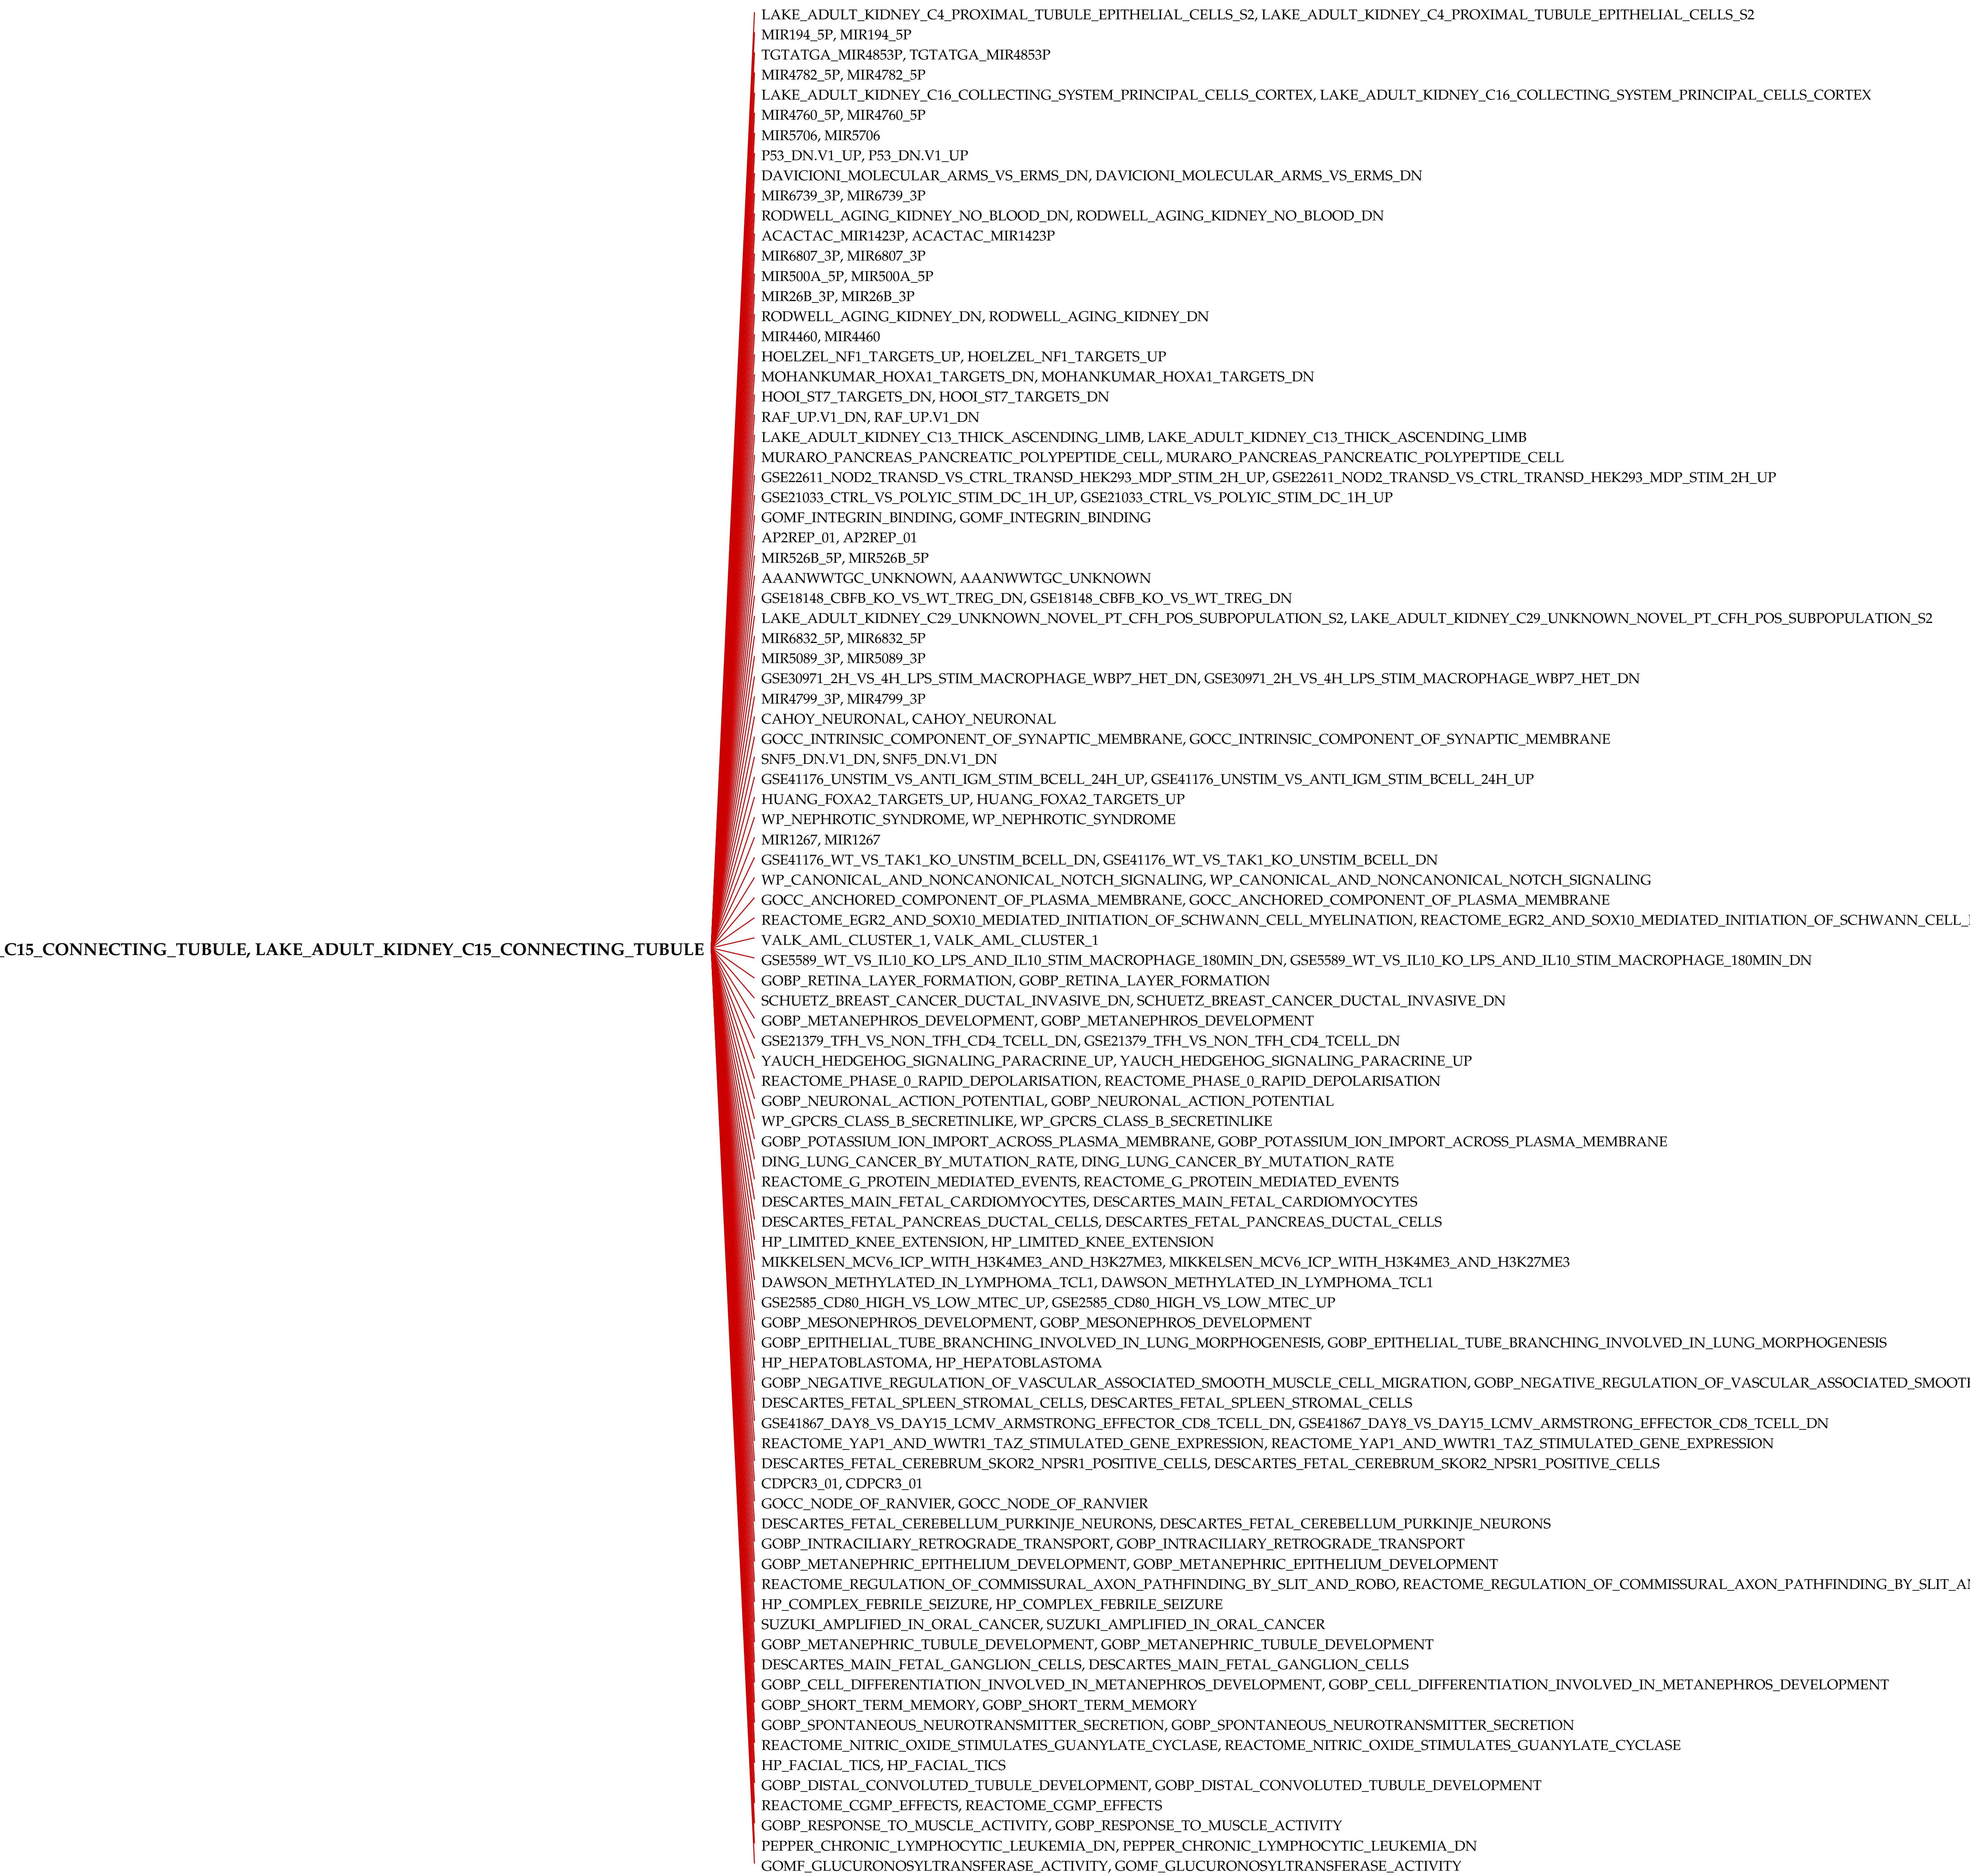 LAKE_ADULT_KIDNEY_C4_PROXIMAL_TUBULE_EPITHELIAL_CELLS_S2, LAKE_ADULT_KIDNEY_C4_PROXIMAL_TUBULE_EPITHELIAL_CELLS_S2
MIR194_5P, MIR194_5P
TGTATGA_MIR4853P, TGTATGA_MIR4853P
MIR4782_5P, MIR4782_5P
LAKE_ADULT_KIDNEY_C16_COLLECTING_SYSTEM_PRINCIPAL_CELLS_CORTEX, LAKE_ADULT_KIDNEY_C16_COLLECTING_SYSTEM_PRINCIPAL_CELLS_CORTEX
MIR4760_5P, MIR4760_5P
MIR5706, MIR5706
P53_DN.V1_UP, P53_DN.V1_UP
DAVICIONI_MOLECULAR_ARMS_VS_ERMS_DN, DAVICIONI_MOLECULAR_ARMS_VS_ERMS_DN
MIR6739_3P, MIR6739_3P
RODWELL_AGING_KIDNEY_NO_BLOOD_DN, RODWELL_AGING_KIDNEY_NO_BLOOD_DN
ACACTAC_MIR1423P, ACACTAC_MIR1423P
MIR6807_3P, MIR6807_3P
MIR500A_5P, MIR500A_5P
MIR26B_3P, MIR26B_3P
RODWELL_AGING_KIDNEY_DN, RODWELL_AGING_KIDNEY_DN
MIR4460, MIR4460
HOELZEL_NF1_TARGETS_UP, HOELZEL_NF1_TARGETS_UP
MOHANKUMAR_HOXA1_TARGETS_DN, MOHANKUMAR_HOXA1_TARGETS_DN
HOOI_ST7_TARGETS_DN, HOOI_ST7_TARGETS_DN
RAF_UP.V1_DN, RAF_UP.V1_DN
LAKE_ADULT_KIDNEY_C13_THICK_ASCENDING_LIMB, LAKE_ADULT_KIDNEY_C13_THICK_ASCENDING_LIMB
MURARO_PANCREAS_PANCREATIC_POLYPEPTIDE_CELL, MURARO_PANCREAS_PANCREATIC_POLYPEPTIDE_CELL
GSE22611_NOD2_TRANSD_VS_CTRL_TRANSD_HEK293_MDP_STIM_2H_UP, GSE22611_NOD2_TRANSD_VS_CTRL_TRANSD_HEK293_MDP_STIM_2H_UP
GSE21033_CTRL_VS_POLYIC_STIM_DC_1H_UP, GSE21033_CTRL_VS_POLYIC_STIM_DC_1H_UP
GOMF_INTEGRIN_BINDING, GOMF_INTEGRIN_BINDING
AP2REP_01, AP2REP_01
MIR526B_5P, MIR526B_5P
AAANWWTGC_UNKNOWN, AAANWWTGC_UNKNOWN
GSE18148_CBFB_KO_VS_WT_TREG_DN, GSE18148_CBFB_KO_VS_WT_TREG_DN
LAKE_ADULT_KIDNEY_C29_UNKNOWN_NOVEL_PT_CFH_POS_SUBPOPULATION_S2, LAKE_ADULT_KIDNEY_C29_UNKNOWN_NOVEL_PT_CFH_POS_SUBPOPULATION_S2
MIR6832_5P, MIR6832_5P
MIR5089_3P, MIR5089_3P
GSE30971_2H_VS_4H_LPS_STIM_MACROPHAGE_WBP7_HET_DN, GSE30971_2H_VS_4H_LPS_STIM_MACROPHAGE_WBP7_HET_DN
MIR4799_3P, MIR4799_3P
CAHOY_NEURONAL, CAHOY_NEURONAL
GOCC_INTRINSIC_COMPONENT_OF_SYNAPTIC_MEMBRANE, GOCC_INTRINSIC_COMPONENT_OF_SYNAPTIC_MEMBRANE
SNF5_DN.V1_DN, SNF5_DN.V1_DN
GSE41176_UNSTIM_VS_ANTI_IGM_STIM_BCELL_24H_UP, GSE41176_UNSTIM_VS_ANTI_IGM_STIM_BCELL_24H_UP
HUANG_FOXA2_TARGETS_UP, HUANG_FOXA2_TARGETS_UP
WP_NEPHROTIC_SYNDROME, WP_NEPHROTIC_SYNDROME
MIR1267, MIR1267
GSE41176_WT_VS_TAK1_KO_UNSTIM_BCELL_DN, GSE41176_WT_VS_TAK1_KO_UNSTIM_BCELL_DN
WP_CANONICAL_AND_NONCANONICAL_NOTCH_SIGNALING, WP_CANONICAL_AND_NONCANONICAL_NOTCH_SIGNALING
GOCC_ANCHORED_COMPONENT_OF_PLASMA_MEMBRANE, GOCC_ANCHORED_COMPONENT_OF_PLASMA_MEMBRANE
REACTOME_EGR2_AND_SOX10_MEDIATED_INITIATION_OF_SCHWANN_CELL_MYELINATION, REACTOME_EGR2_AND_SOX10_MEDIATED_INITIATION_OF_SCHWANN_CELL_
VALK_AML_CLUSTER_1, VALK_AML_CLUSTER_1
_C15_CONNECTING_TUBULE, LAKE_ADULT_KIDNEY_C15_CONNECTING_TUBULE
GSE5589_WT_VS_IL10_KO_LPS_AND_IL10_STIM_MACROPHAGE_180MIN_DN, GSE5589_WT_VS_IL10_KO_LPS_AND_IL10_STIM_MACROPHAGE_180MIN_DN
GOBP_RETINA_LAYER_FORMATION, GOBP_RETINA_LAYER_FORMATION
SCHUETZ_BREAST_CANCER_DUCTAL_INVASIVE_DN, SCHUETZ_BREAST_CANCER_DUCTAL_INVASIVE_DN
GOBP_METANEPHROS_DEVELOPMENT, GOBP_METANEPHROS_DEVELOPMENT
GSE21379_TFH_VS_NON_TFH_CD4_TCELL_DN, GSE21379_TFH_VS_NON_TFH_CD4_TCELL_DN
YAUCH_HEDGEHOG_SIGNALING_PARACRINE_UP, YAUCH_HEDGEHOG_SIGNALING_PARACRINE_UP
REACTOME_PHASE_0_RAPID_DEPOLARISATION, REACTOME_PHASE_0_RAPID_DEPOLARISATION
GOBP_NEURONAL_ACTION_POTENTIAL, GOBP_NEURONAL_ACTION_POTENTIAL
WP_GPCRS_CLASS_B_SECRETINLIKE, WP_GPCRS_CLASS_B_SECRETINLIKE
GOBP_POTASSIUM_ION_IMPORT_ACROSS_PLASMA_MEMBRANE, GOBP_POTASSIUM_ION_IMPORT_ACROSS_PLASMA_MEMBRANE
DING_LUNG_CANCER_BY_MUTATION_RATE, DING_LUNG_CANCER_BY_MUTATION_RATE
REACTOME_G_PROTEIN_MEDIATED_EVENTS, REACTOME_G_PROTEIN_MEDIATED_EVENTS
DESCARTES_MAIN_FETAL_CARDIOMYOCYTES, DESCARTES_MAIN_FETAL_CARDIOMYOCYTES
DESCARTES_FETAL_PANCREAS_DUCTAL_CELLS, DESCARTES_FETAL_PANCREAS_DUCTAL_CELLS
HP_LIMITED_KNEE_EXTENSION, HP_LIMITED_KNEE_EXTENSION
MIKKELSEN_MCV6_ICP_WITH_H3K4ME3_AND_H3K27ME3, MIKKELSEN_MCV6_ICP_WITH_H3K4ME3_AND_H3K27ME3
DAWSON_METHYLATED_IN_LYMPHOMA_TCL1, DAWSON_METHYLATED_IN_LYMPHOMA_TCL1
GSE2585_CD80_HIGH_VS_LOW_MTEC_UP, GSE2585_CD80_HIGH_VS_LOW_MTEC_UP
GOBP_MESONEPHROS_DEVELOPMENT, GOBP_MESONEPHROS_DEVELOPMENT
GOBP_EPITHELIAL_TUBE_BRANCHING_INVOLVED_IN_LUNG_MORPHOGENESIS, GOBP_EPITHELIAL_TUBE_BRANCHING_INVOLVED_IN_LUNG_MORPHOGENESIS
HP_HEPATOBLASTOMA, HP_HEPATOBLASTOMA
GOBP_NEGATIVE_REGULATION_OF_VASCULAR_ASSOCIATED_SMOOTH_MUSCLE_CELL_MIGRATION, GOBP_NEGATIVE_REGULATION_OF_VASCULAR_ASSOCIATED_SMOOTH
DESCARTES_FETAL_SPLEEN_STROMAL_CELLS, DESCARTES_FETAL_SPLEEN_STROMAL_CELLS
GSE41867_DAY8_VS_DAY15_LCMV_ARMSTRONG_EFFECTOR_CD8_TCELL_DN, GSE41867_DAY8_VS_DAY15_LCMV_ARMSTRONG_EFFECTOR_CD8_TCELL_DN
REACTOME_YAP1_AND_WWTR1_TAZ_STIMULATED_GENE_EXPRESSION, REACTOME_YAP1_AND_WWTR1_TAZ_STIMULATED_GENE_EXPRESSION
DESCARTES_FETAL_CEREBRUM_SKOR2_NPSR1_POSITIVE_CELLS, DESCARTES_FETAL_CEREBRUM_SKOR2_NPSR1_POSITIVE_CELLS
CDPCR3_01, CDPCR3_01
GOCC_NODE_OF_RANVIER, GOCC_NODE_OF_RANVIER
DESCARTES_FETAL_CEREBELLUM_PURKINJE_NEURONS, DESCARTES_FETAL_CEREBELLUM_PURKINJE_NEURONS
GOBP_INTRACILIARY_RETROGRADE_TRANSPORT, GOBP_INTRACILIARY_RETROGRADE_TRANSPORT
GOBP_METANEPHRIC_EPITHELIUM_DEVELOPMENT, GOBP_METANEPHRIC_EPITHELIUM_DEVELOPMENT
REACTOME_REGULATION_OF_COMMISSURAL_AXON_PATHFINDING_BY_SLIT_AND_ROBO, REACTOME_REGULATION_OF_COMMISSURAL_AXON_PATHFINDING_BY_SLIT_AN
HP_COMPLEX_FEBRILE_SEIZURE, HP_COMPLEX_FEBRILE_SEIZURE
SUZUKI_AMPLIFIED_IN_ORAL_CANCER, SUZUKI_AMPLIFIED_IN_ORAL_CANCER
GOBP_METANEPHRIC_TUBULE_DEVELOPMENT, GOBP_METANEPHRIC_TUBULE_DEVELOPMENT
DESCARTES_MAIN_FETAL_GANGLION_CELLS, DESCARTES_MAIN_FETAL_GANGLION_CELLS
GOBP_CELL_DIFFERENTIATION_INVOLVED_IN_METANEPHROS_DEVELOPMENT, GOBP_CELL_DIFFERENTIATION_INVOLVED_IN_METANEPHROS_DEVELOPMENT
GOBP_SHORT_TERM_MEMORY, GOBP_SHORT_TERM_MEMORY
GOBP_SPONTANEOUS_NEUROTRANSMITTER_SECRETION, GOBP_SPONTANEOUS_NEUROTRANSMITTER_SECRETION
REACTOME_NITRIC_OXIDE_STIMULATES_GUANYLATE_CYCLASE, REACTOME_NITRIC_OXIDE_STIMULATES_GUANYLATE_CYCLASE
HP_FACIAL_TICS, HP_FACIAL_TICS
GOBP_DISTAL_CONVOLUTED_TUBULE_DEVELOPMENT, GOBP_DISTAL_CONVOLUTED_TUBULE_DEVELOPMENT
REACTOME_CGMP_EFFECTS, REACTOME_CGMP_EFFECTS
GOBP_RESPONSE_TO_MUSCLE_ACTIVITY, GOBP_RESPONSE_TO_MUSCLE_ACTIVITY
PEPPER_CHRONIC_LYMPHOCYTIC_LEUKEMIA_DN, PEPPER_CHRONIC_LYMPHOCYTIC_LEUKEMIA_DN
GOMF_GLUCURONOSYLTRANSFERASE_ACTIVITY, GOMF_GLUCURONOSYLTRANSFERASE_ACTIVITY